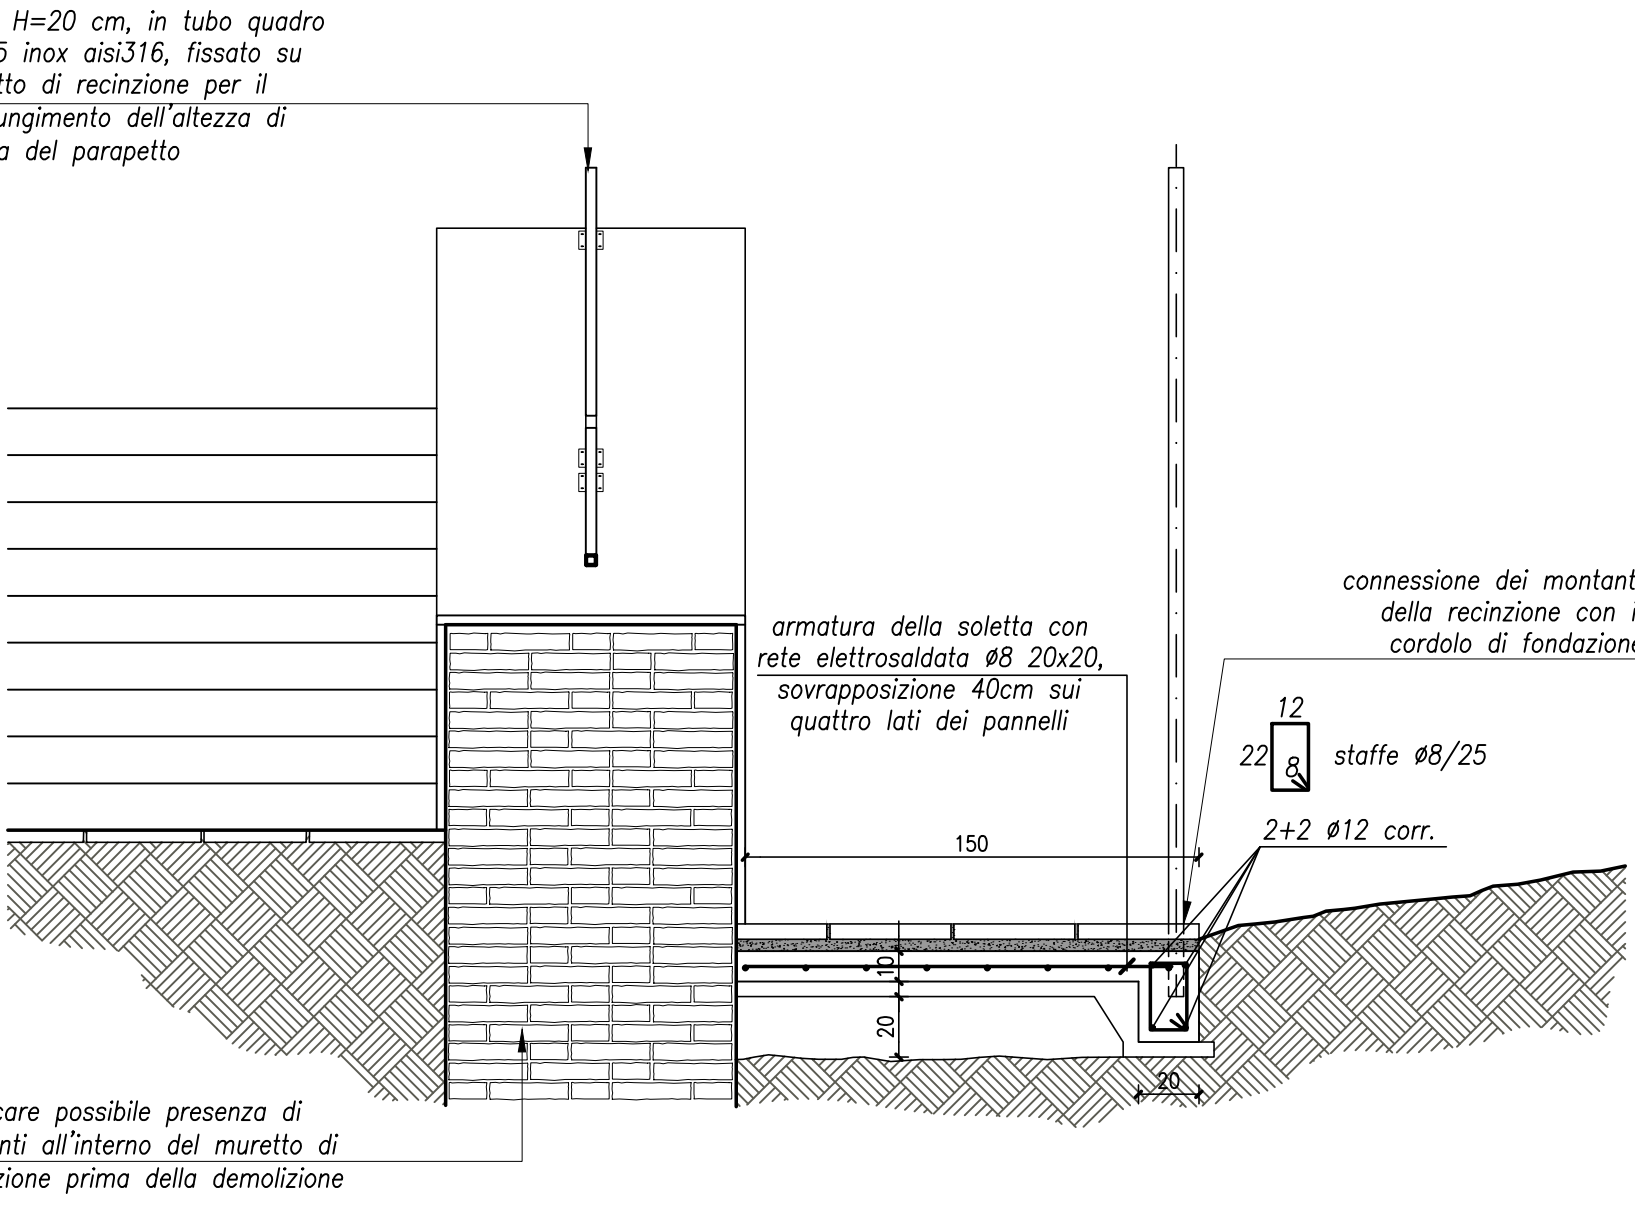 H=20 cm, in tubo quadro
5 inox aisi316, fissato su
tto di recinzione per il
ungimento dell'altezza di
a del parapetto
connessione dei montant
della recinzione con i
cordolo di fondazione
armatura della soletta con
rete elettrosaldata ø8 20x20,
sovrapposizione 40cm sui
quattro lati dei pannelli
12
22
8
staffe ø8/25
2+2 ø12 corr.
150
10
20
20
care possibile presenza di
nti all'interno del muretto di
zione prima della demolizione